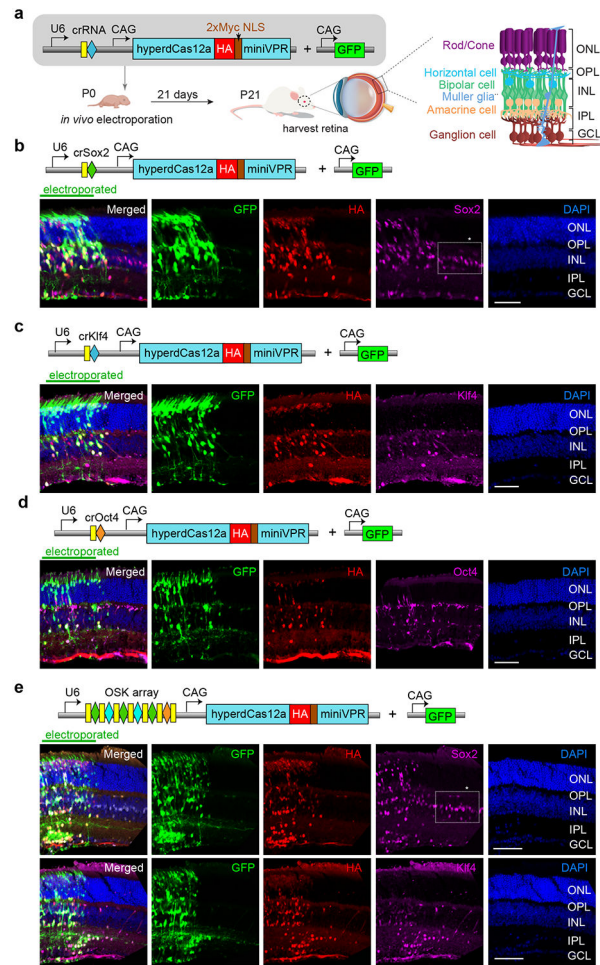 a
U6 crRNA CAG 2xMyc NLS
hyperdCas12a HA miniVPR + CAG GFP
P0
in vivo electroporation
21 days
P21
harvest retina
Rod/Cone
Horizontal cell
Bipolar cell
Muller glia
Amacrine cell
Ganglion cell
ONL
OPL
INL
IPL
GCL
b
U6 crSox2 CAG
hyperdCas12a HA miniVPR + CAG GFP
electroporated
Merged GFP HA Sox2 DAPI
*
ONL
OPL
INL
IPL
GCL
c
U6 crKlf4 CAG
hyperdCas12a HA miniVPR + CAG GFP
electroporated
Merged GFP HA Klf4 DAPI
ONL
OPL
INL
IPL
GCL
d
U6 crOct4 CAG
hyperdCas12a HA miniVPR + CAG GFP
electroporated
Merged GFP HA Oct4 DAPI
ONL
OPL
INL
IPL
GCL
e
U6 OSK array CAG
hyperdCas12a HA miniVPR + CAG GFP
electroporated
Merged GFP HA Sox2 DAPI
*
ONL
OPL
INL
IPL
GCL
Merged GFP HA Klf4 DAPI
ONL
OPL
INL
IPL
GCL